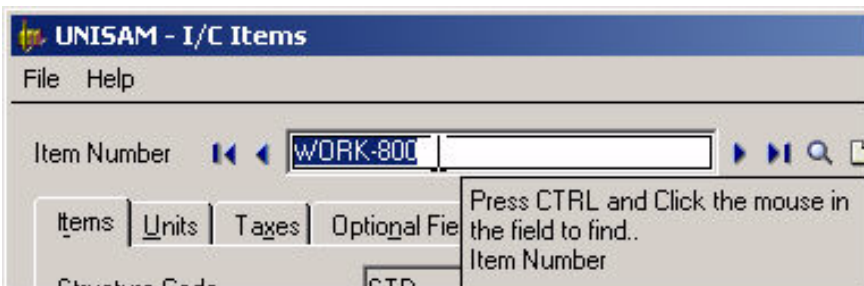 UNISAM - I/C Items
File Help
Item Number WORK-800
Press CTRL and Click the mouse in
the field to find..
Item Number
Items Units Taxes Optional Fie
Structure Code STD